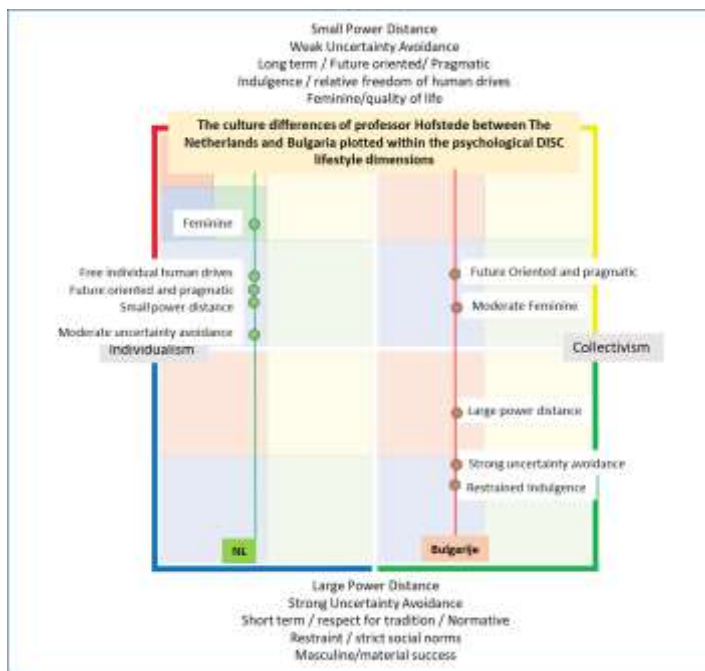 Small Power Distance
Weak Uncertainty Avoidance
Long term / Future oriented/ Pragmatic
Indulgence / relative freedom of human drives
Feminine/quality of life
The culture differences of professor Hofstede between The
Netherlands and Bulgaria plotted within the psychological DISC
lifestyle dimensions
Feminine
Free individual human drives
Future oriented and pragmatic
Small power distance
Moderate uncertainty avoidance
Individualism
Future Oriented and pragmatic
Moderate Feminine
Collectivism
Large power distance
Strong uncertainty avoidance
Restrained Indulgence
NL
Bulgarije
Large Power Distance
Strong Uncertainty Avoidance
Short term / respect for tradition / Normative
Restraint / strict social norms
Masculine/material success